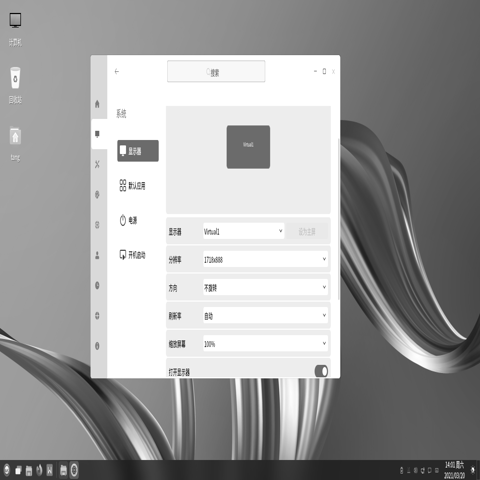 计算机
回收站
搜索
系统
显示器
默认应用
电源
开机启动
Virtual1
显示器
Virtual1
设为主屏
分辨率
1718x888
方向
不旋转
刷新率
自动
缩放屏幕
100%
打开显示器
14:01 周六
2021/03/20